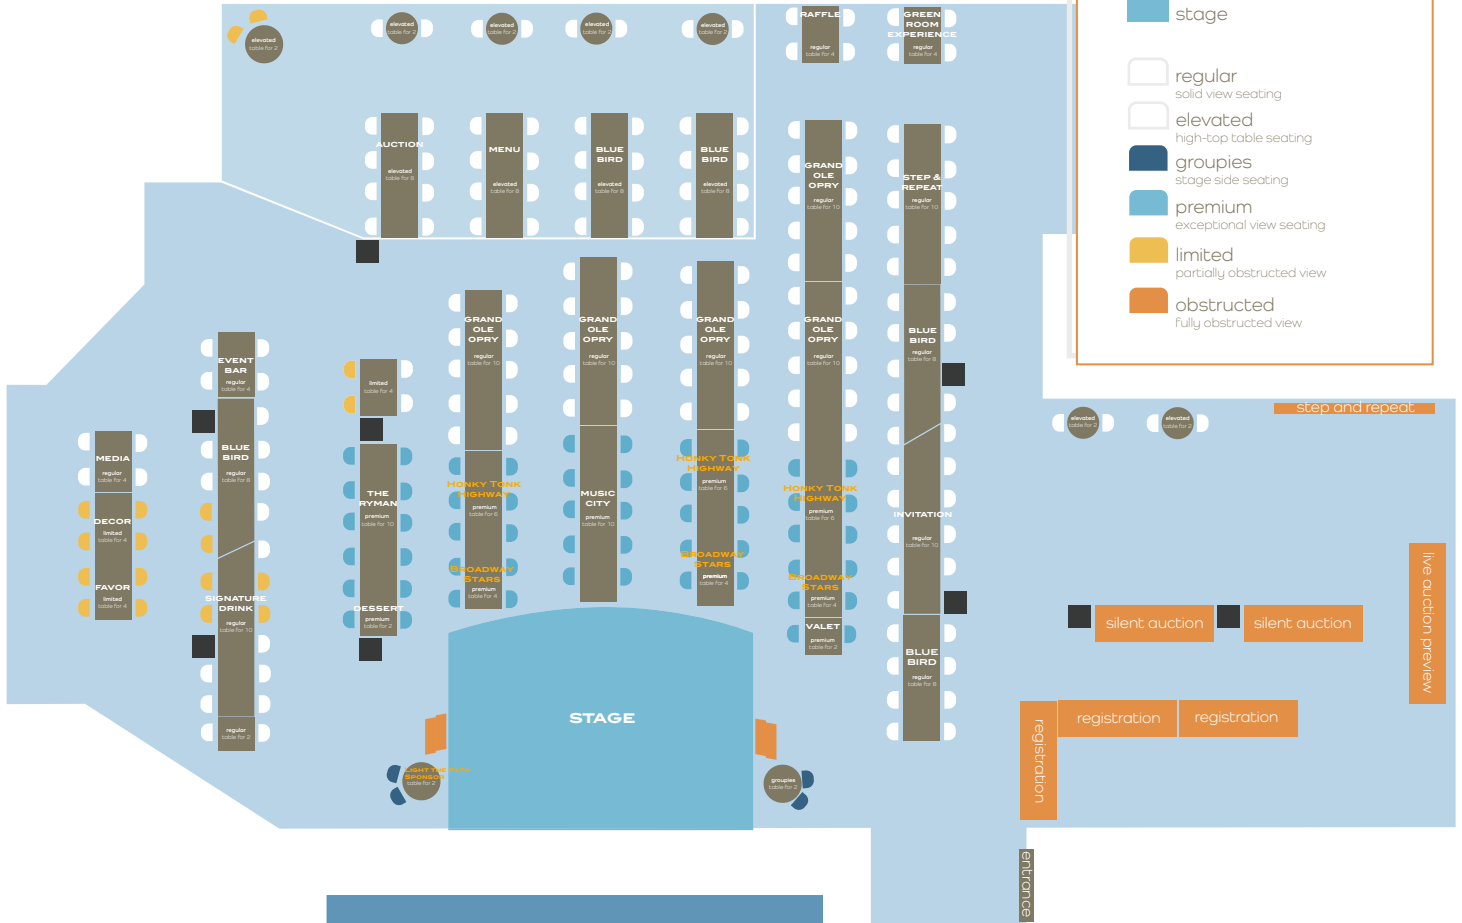 elevated
table for 2
elevated
table for 2
elevated
table for 2
elevated
table for 2
elevated
table for 2
RAFFLE
regular
table for 4
GREEN
ROOM
EXPERIENCE
regular
table for 4
stage
regular
solid view seating
elevated
high-top table seating
groupies
stage side seating
premium
exceptional view seating
limited
partially obstructed view
obstructed
fully obstructed view
AUCTION
elevated
table for 8
MENU
elevated
table for 8
BLUE
BIRD
elevated
table for 8
BLUE
BIRD
elevated
table for 8
GRAND
OLE
OPRY
regular
table for 10
STEP &
REPEAT
regular
table for 10
GRAND
OLE
OPRY
regular
table for 10
GRAND
OLE
OPRY
regular
table for 10
GRAND
OLE
OPRY
regular
table for 10
GRAND
OLE
OPRY
regular
table for 10
BLUE
BIRD
regular
table for 8
EVENT
BAR
regular
table for 4
limited
table for 4
elevated
table for 2
elevated
table for 2
step and repeat
MEDIA
regular
table for 4
BLUE
BIRD
regular
table for 8
THE
RYMAN
premium
table for 10
HONKY TONK
HIGHWAY
premium
table for 6
MUSIC
CITY
premium
table for 10
HONKY TONK
HIGHWAY
premium
table for 6
HONKY TONK
HIGHWAY
premium
table for 6
INVITATION
regular
table for 10
DECOR
limited
table for 4
FAVOR
limited
table for 4
SIGNATURE
DRINK
regular
table for 10
DESSERT
premium
table for 2
BROADWAY
STARS
premium
table for 4
BROADWAY
STARS
premium
table for 4
BROADWAY
STARS
premium
table for 4
VALET
premium
table for 2
BLUE
BIRD
regular
table for 8
silent auction
silent auction
live auction preview
regular
table for 2
STAGE
registration
registration
registration
SPONSOR
table for 2
groupies
table for 2
entrance